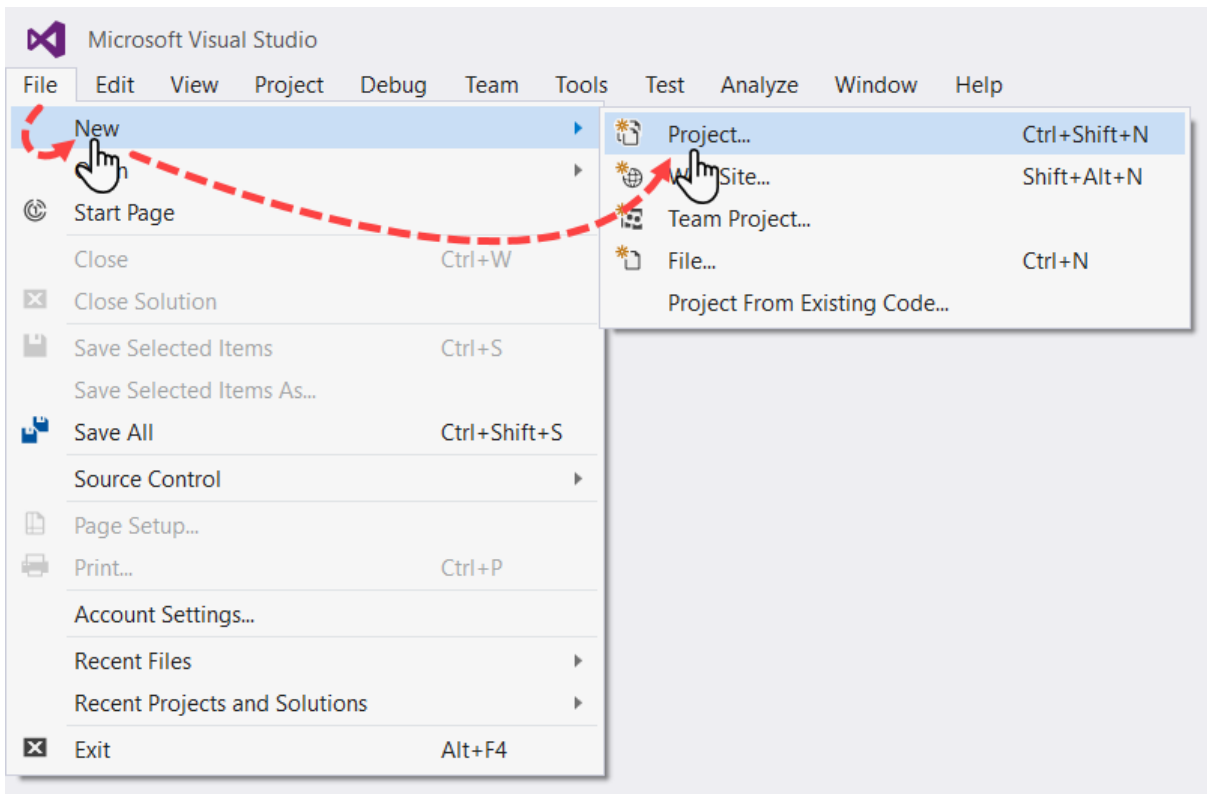 Microsoft Visual Studio
File Edit View Project Debug Team Tools Test Analyze Window Help
New
Start Page
Close Ctrl+W
Close Solution
Save Selected Items Ctrl+S
Save Selected Items As...
Save All Ctrl+Shift+S
Source Control
Page Setup...
Print... Ctrl+P
Account Settings...
Recent Files
Recent Projects and Solutions
Exit Alt+F4
Project... Ctrl+Shift+N
Site... Shift+Alt+N
Team Project...
File... Ctrl+N
Project From Existing Code...